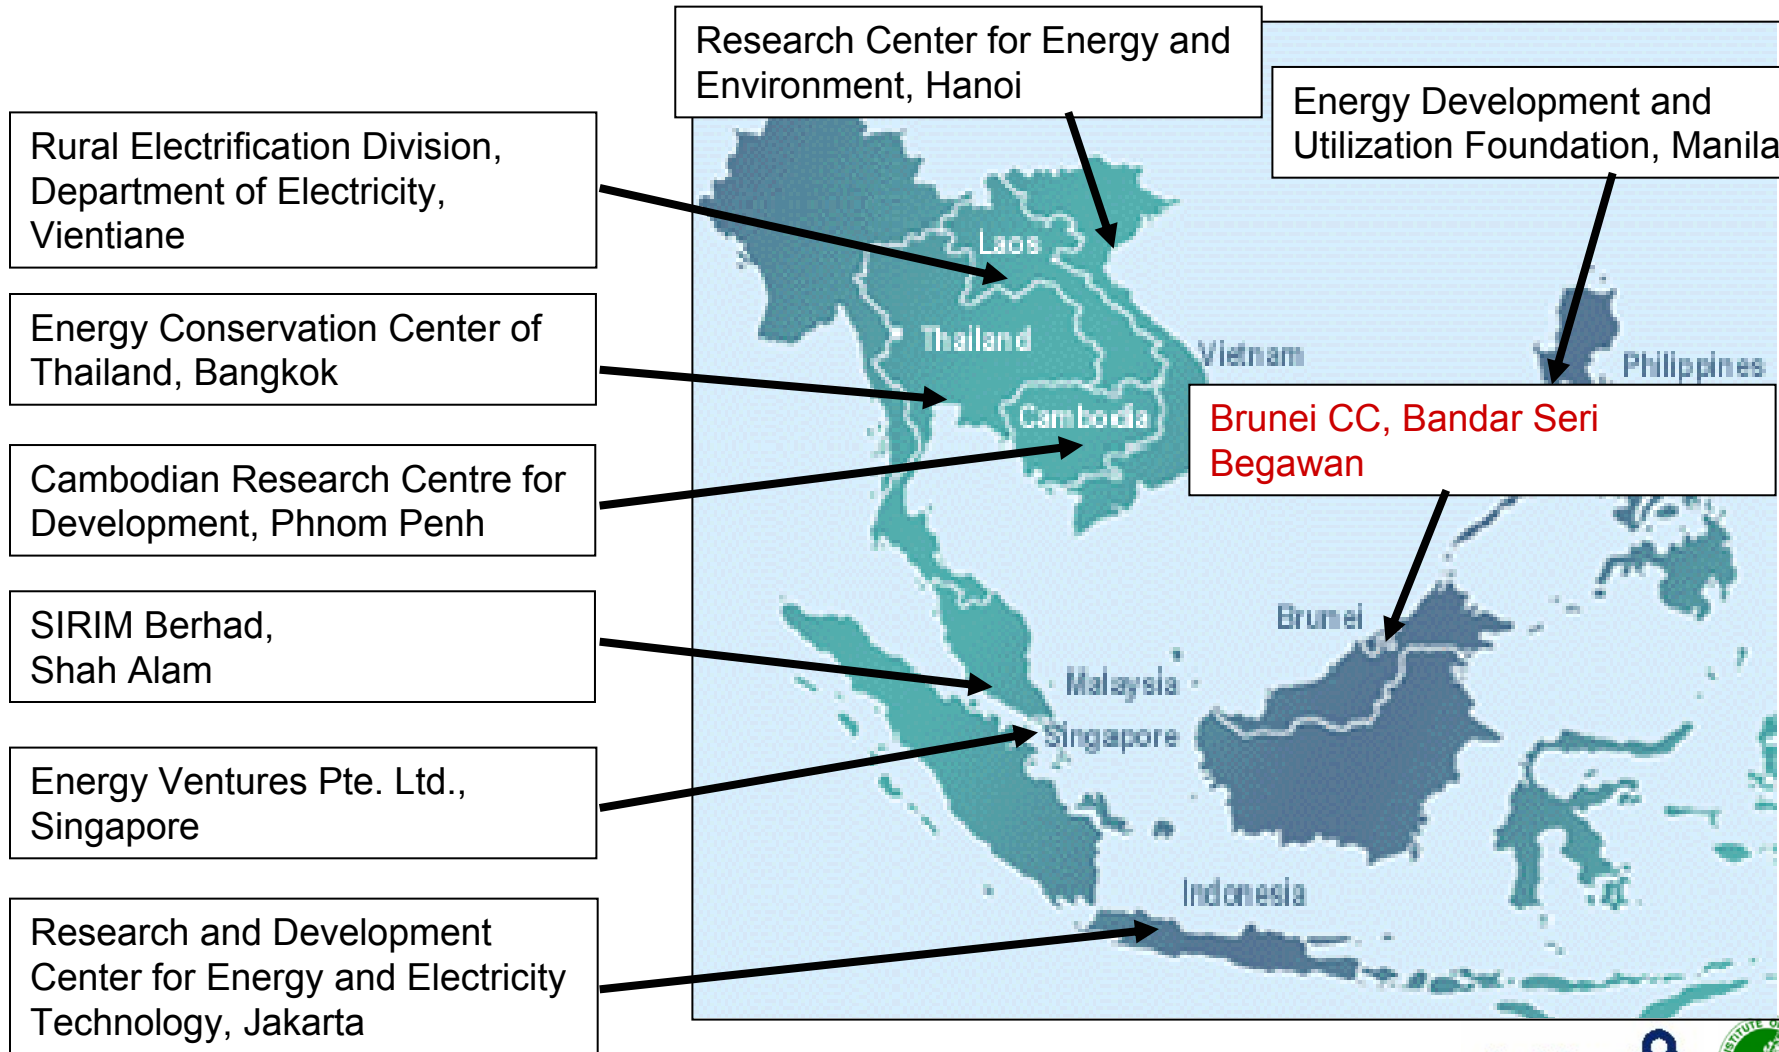 Research Center for Energy and
Environment, Hanoi
Energy Development and
Utilization Foundation, Manila
Rural Electrification Division,
Department of Electricity,
Vientiane
Energy Conservation Center of
Thailand, Bangkok
Cambodian Research Centre for
Development, Phnom Penh
SIRIM Berhad,
Shah Alam
Energy Ventures Pte. Ltd.,
Singapore
Research and Development
Center for Energy and Electricity
Technology, Jakarta
Brunei CC, Bandar Seri
Begawan
Laos
Thailand
Vietnam
Cambodia
Philippines
Brunei
Malaysia
Singapore
Indonesia